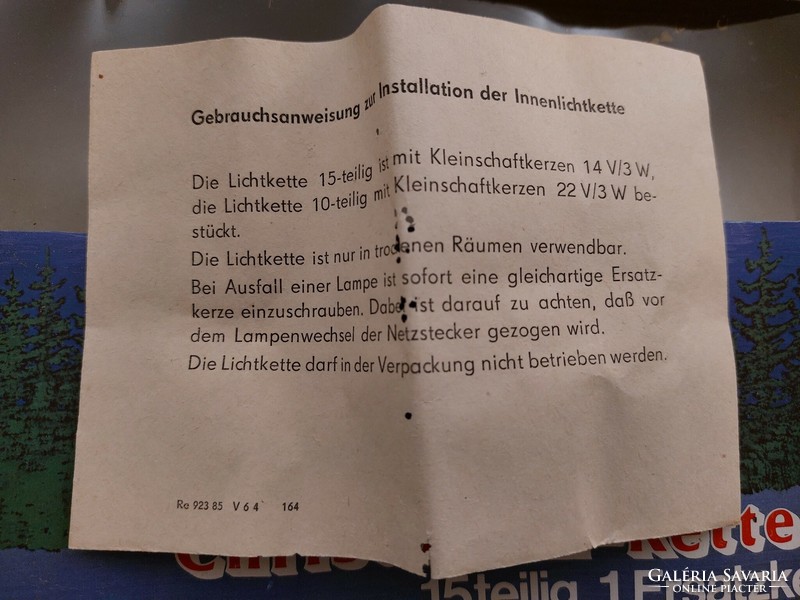 Gebrauchsanweisung zur Installation der Innenlichtkette
Die Lichtkette 15-teilig ist mit Kleinschaftkerzen 14 V/3 W,
die Lichtkette 10-teilig mit Kleinschaftkerzen 22 V/3 W be-
stückt.
Die Lichtkette ist nur in trockenen Räumen verwendbar.
Bei Ausfall einer Lampe ist sofort eine gleichartige Ersatz-
kerze einzuschrauben. Dabei ist darauf zu achten, daß vor
dem Lampenwechsel der Netzstecker gezogen wird.
Die Lichtkette darf in der Verpackung nicht betrieben werden.
Re 923 85 V 6 4 164
kette
15teilig 1 Ersatzke
GALÉRIA SAVARIA
ONLINE PIACTÉR